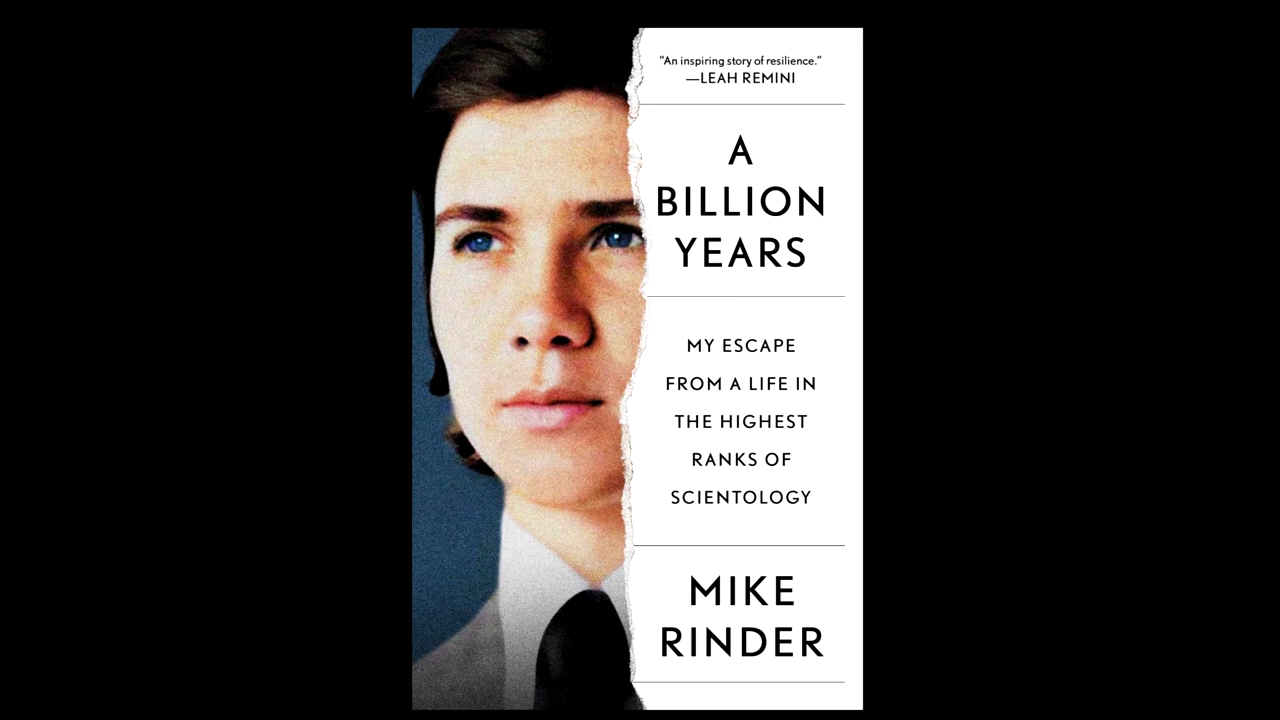 "An inspiring story of resilience."
—LEAH REMINI
A
BILLION
YEARS
MY ESCAPE
FROM A LIFE IN
THE HIGHEST
RANKS OF
SCIENTOLOGY
MIKE
RINDER